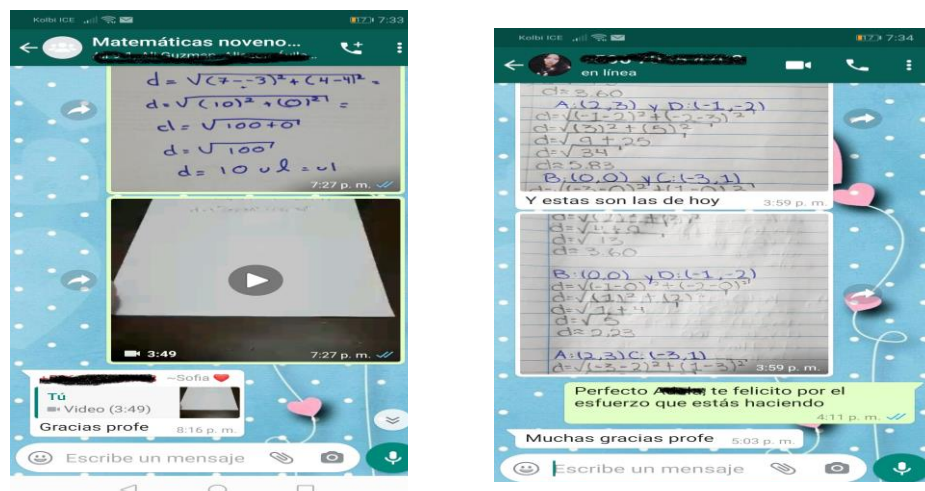 Kolbi ICE
17 7:33
Matemáticas noveno...
d = √(7--3)²+(4-4)² =
d = √(10)² + (0)² =
d = √100+0
d = √100
d = 10 ul = ul
7:27 p. m.
3:49
7:27 p. m.
~Sofia
Tú
Video (3:49)
Gracias profe
8:16 p. m.
Escribe un mensaje
Kolbi ICE
17 7:34
en línea
d≈ 3,60
A:(2,3) y D:(-1,-2)
d=√(-1-2)²+(-2-3)²
d=√(3)² + (5)²
d=√9 + 25
d=√34
d≈ 5.83
B:(0,0) y C:(-3,1)
Y estas son las de hoy
3:59 p. m.
d=√13
d= 3,60
B:(0,0) y D:(-1,-2)
d=√(-1-0)²+(-2-0)²
d=√5
d≈ 2,23
A:(2,3) C:(-3,1)
d=√(-3-2)²+(1-3)²
3:59 p. m.
Perfecto te felicito por el
esfuerzo que estás haciendo
4:11 p. m.
Muchas gracias profe
5:03 p. m.
Escribe un mensaje